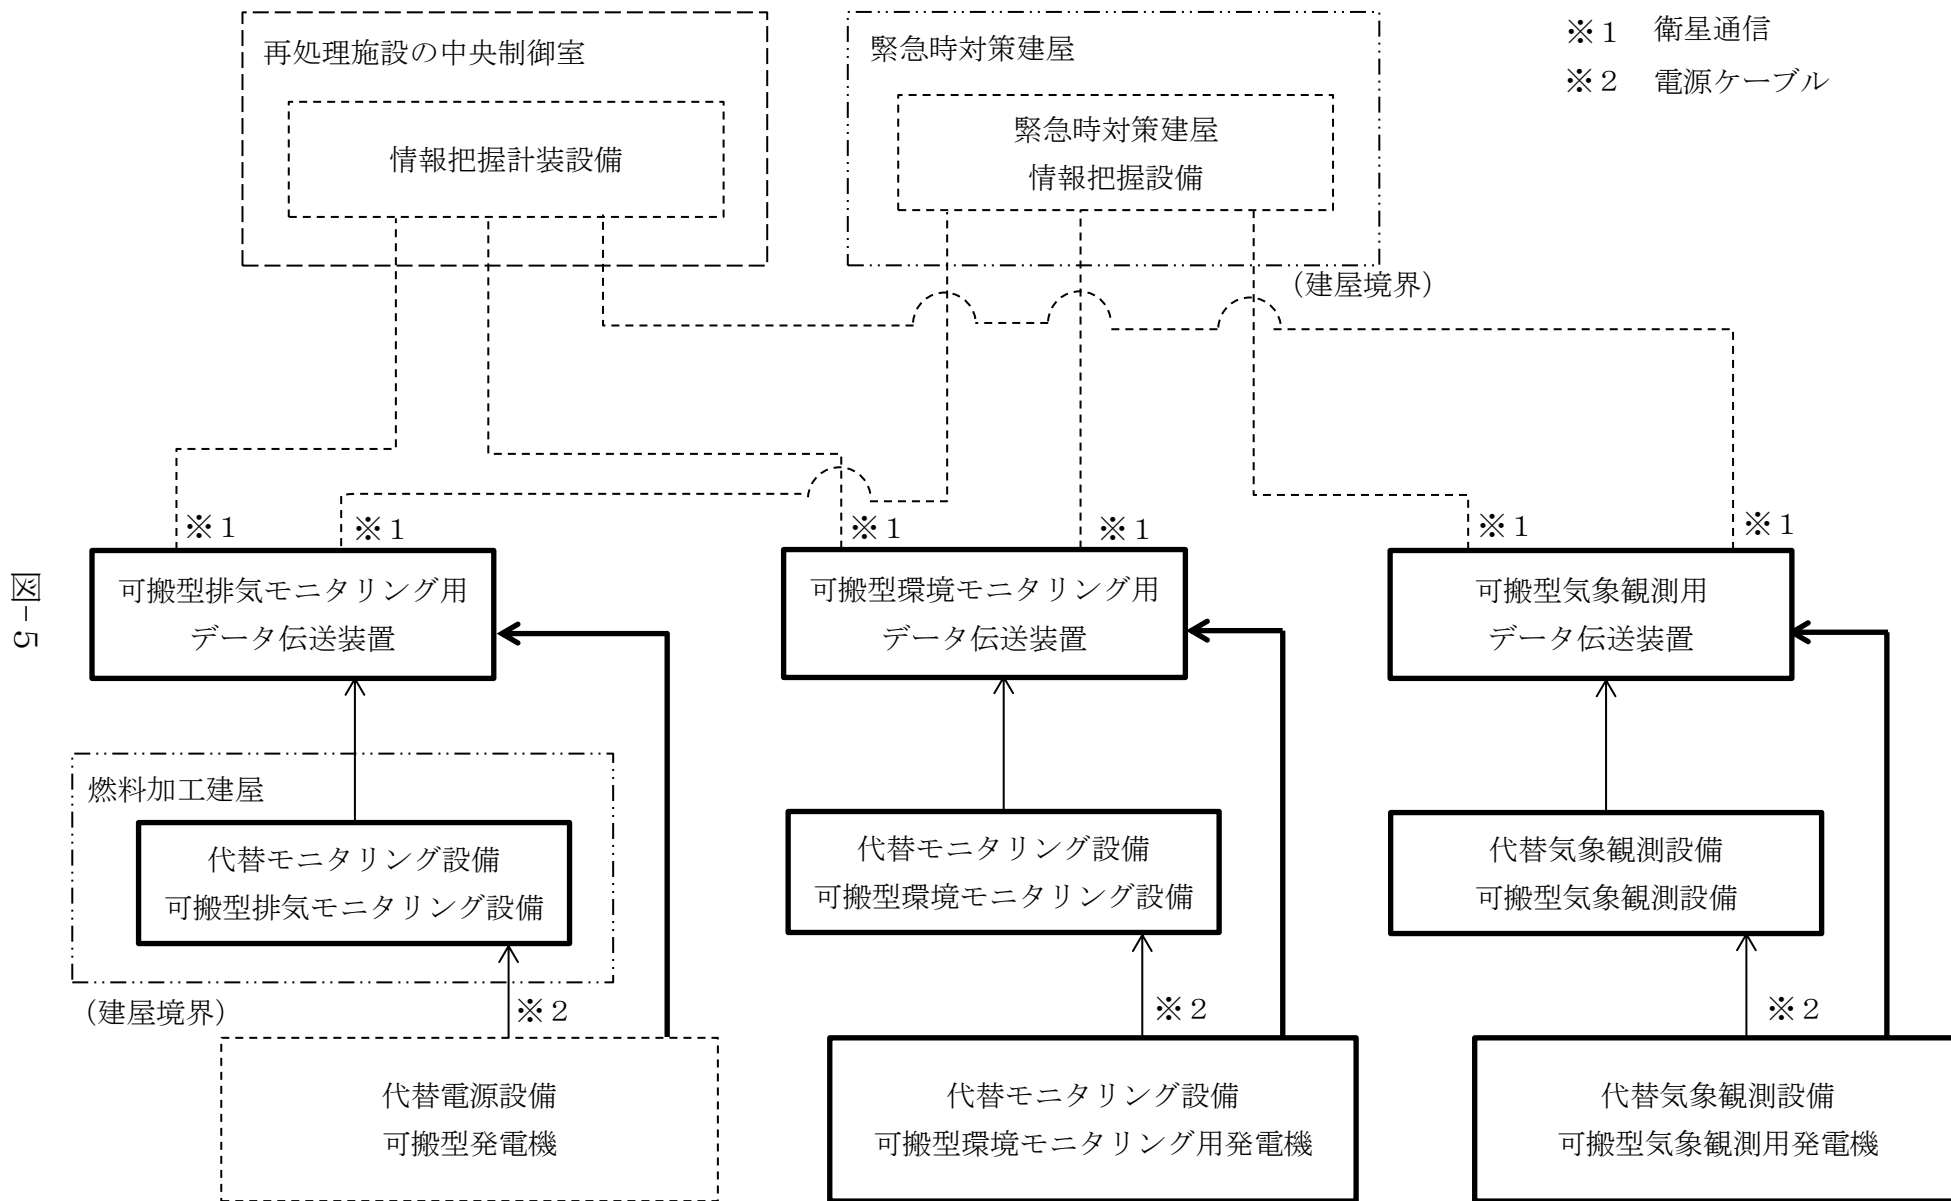 再処理施設の中央制御室
情報把握計装設備
緊急時対策建屋
緊急時対策建屋
情報把握設備
(建屋境界)
※1 衛星通信
※2 電源ケーブル
※1
※1
※1
※1
※1
※1
可搬型排気モニタリング用
データ伝送装置
可搬型環境モニタリング用
データ伝送装置
可搬型気象観測用
データ伝送装置
図-5
燃料加工建屋
代替モニタリング設備
可搬型排気モニタリング設備
代替モニタリング設備
可搬型環境モニタリング設備
代替気象観測設備
可搬型気象観測設備
(建屋境界)
※2
※2
※2
代替電源設備
可搬型発電機
代替モニタリング設備
可搬型環境モニタリング用発電機
代替気象観測設備
可搬型気象観測用発電機